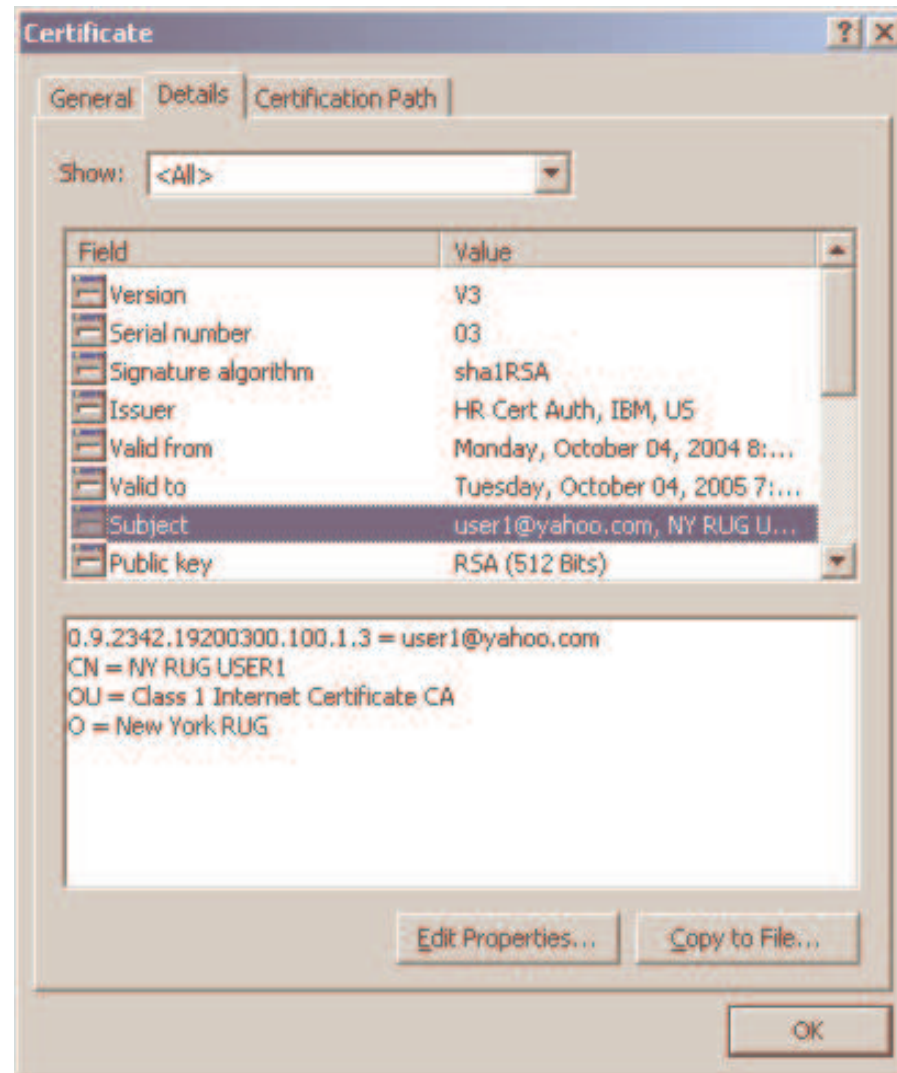 Certificate
General Details Certification Path
Show: <All>
Field Value
Version V3
Serial number 03
Signature algorithm sha1RSA
Issuer HR Cert Auth, IBM, US
Valid from Monday, October 04, 2004 8:...
Valid to Tuesday, October 04, 2005 7:...
Subject user1@yahoo.com, NY RUG U...
Public key RSA (512 Bits)
0.9.2342.19200300.100.1.3 = user1@yahoo.com
CN = NY RUG USER1
OU = Class 1 Internet Certificate CA
O = New York RUG
Edit Properties... Copy to File...
OK